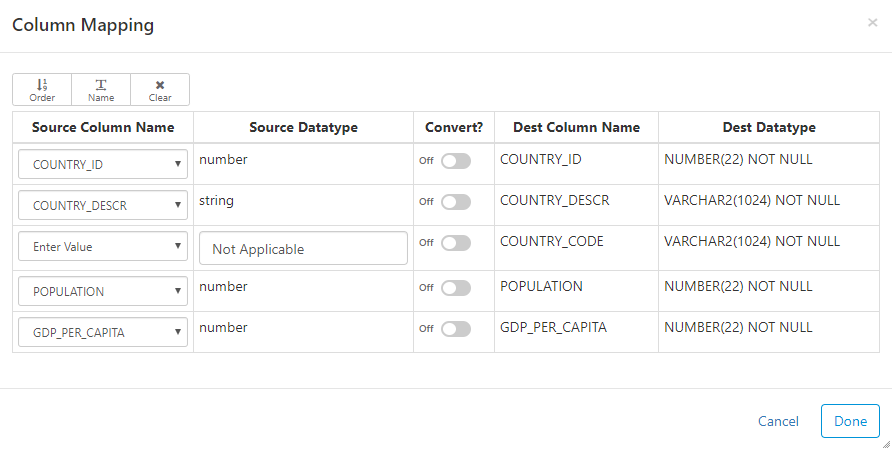 Column Mapping
×
Order Name Clear
Source Column Name Source Datatype Convert? Dest Column Name Dest Datatype
COUNTRY_ID number Off COUNTRY_ID NUMBER(22) NOT NULL
COUNTRY_DESCR string Off COUNTRY_DESCR VARCHAR2(1024) NOT NULL
Enter Value Not Applicable Off COUNTRY_CODE VARCHAR2(1024) NOT NULL
POPULATION number Off POPULATION NUMBER(22) NOT NULL
GDP_PER_CAPITA number Off GDP_PER_CAPITA NUMBER(22) NOT NULL
Cancel Done